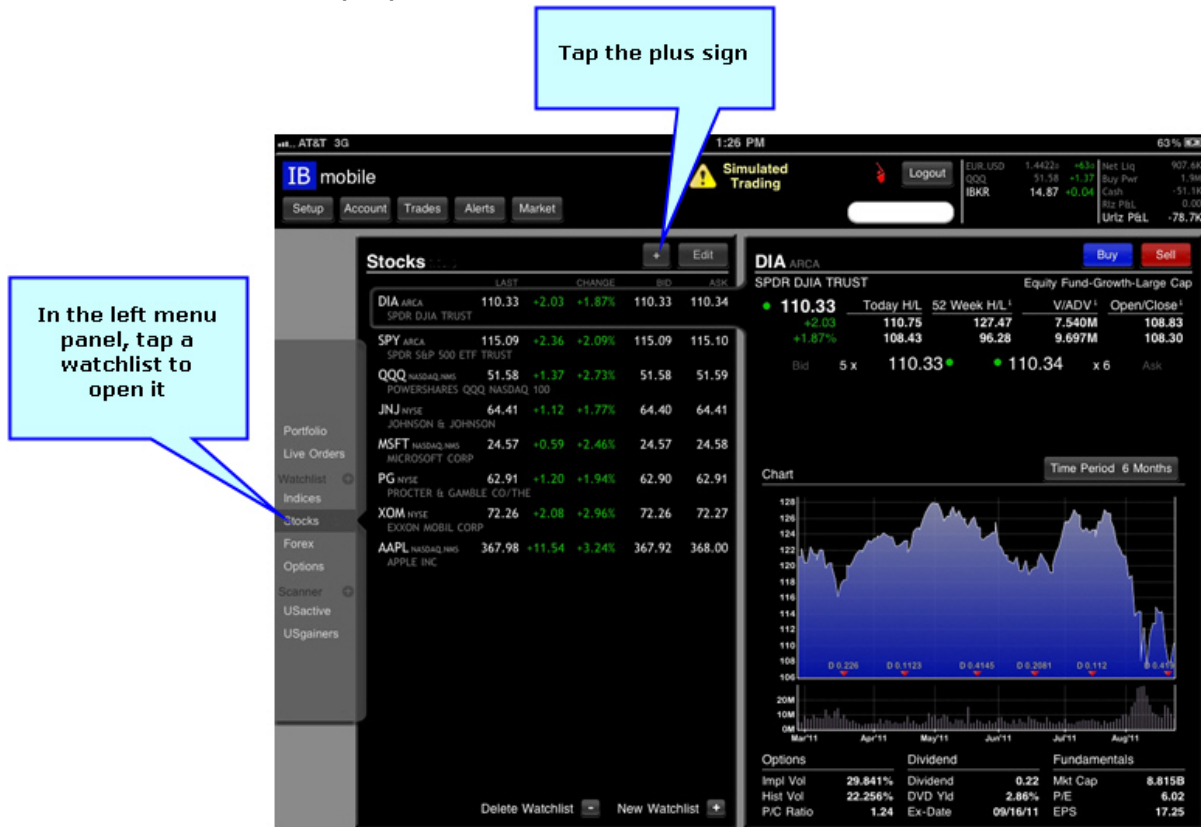 Tap the plus sign
In the left menu
panel, tap a
watchlist to
open it
AT&T 3G 1:26 PM 63%
IB mobile
Simulated
Trading
Logout
EUR.USD 1.4422 +63
QQQ 51.58 +1.37
IBKR 14.87 +0.04
Net Liq 907.6K
Buy Pwr 1.9M
Cash -51.1K
Rlz P&L 0.00
Urlz P&L -78.7K
Setup Account Trades Alerts Market
Portfolio
Live Orders
Watchlist +
Indices
Stocks
Forex
Options
Scanner +
USactive
USgainers
Stocks + Edit
LAST CHANGE BID ASK
DIA ARCA 110.33 +2.03 +1.87% 110.33 110.34
SPDR DJIA TRUST
SPY ARCA 115.09 +2.36 +2.09% 115.09 115.10
SPDR S&P 500 ETF TRUST
QQQ NASDAQ.NMS 51.58 +1.37 +2.73% 51.58 51.59
POWERSHARES QQQ NASDAQ 100
JNJ NYSE 64.41 +1.12 +1.77% 64.40 64.41
JOHNSON & JOHNSON
MSFT NASDAQ.NMS 24.57 +0.59 +2.46% 24.57 24.58
MICROSOFT CORP
PG NYSE 62.91 +1.20 +1.94% 62.90 62.91
PROCTER & GAMBLE CO/THE
XOM NYSE 72.26 +2.08 +2.96% 72.26 72.27
EXXON MOBIL CORP
AAPL NASDAQ.NMS 367.98 +11.54 +3.24% 367.92 368.00
APPLE INC
Delete Watchlist - New Watchlist +
DIA ARCA Buy Sell
SPDR DJIA TRUST Equity Fund-Growth-Large Cap
110.33 Today H/L 52 Week H/L¹ V/ADV¹ Open/Close¹
+2.03 110.75 127.47 7.540M 108.83
+1.87% 108.43 96.28 9.697M 108.30
Bid 5 x 110.33 110.34 x 6 Ask
Chart Time Period 6 Months
128
126
124
122
120
118
116
114
112
110
108
106
D 0.226 D 0.1123 D 0.4145 D 0.2081 D 0.112
20M
10M
0M
Mar'11 Apr'11 May'11 Jun'11 Jul'11 Aug'11
Options Dividend Fundamentals
Impl Vol 29.841% Dividend 0.22 Mkt Cap 8.815B
Hist Vol 22.256% DVD Yld 2.86% P/E 6.02
P/C Ratio 1.24 Ex-Date 09/16/11 EPS 17.25